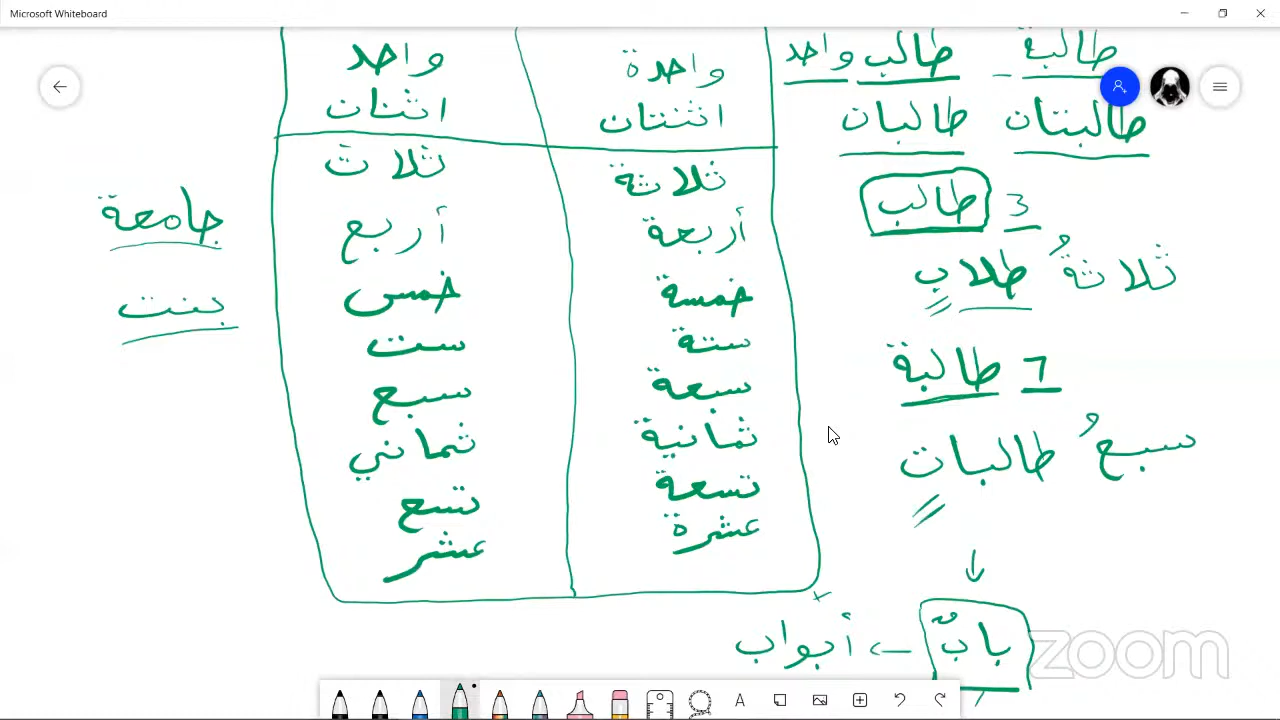 Microsoft Whiteboard
طالبة
طالب واحد
واحدة
واحد
طالبتان
طالبان
اثنتان
اثنان
ثلاثة
ثلاث
3 طالب
جامعة
أربعة
أربع
ثلاثةُ طلابٍ
خمسة
خمس
بنت
ستة
ست
7 طالبة
سبعة
سبع
ثمانية
ثماني
سبعُ طالبات
تسعة
تسع
عشرة
عشر
بابٌ ← أبواب
zoom